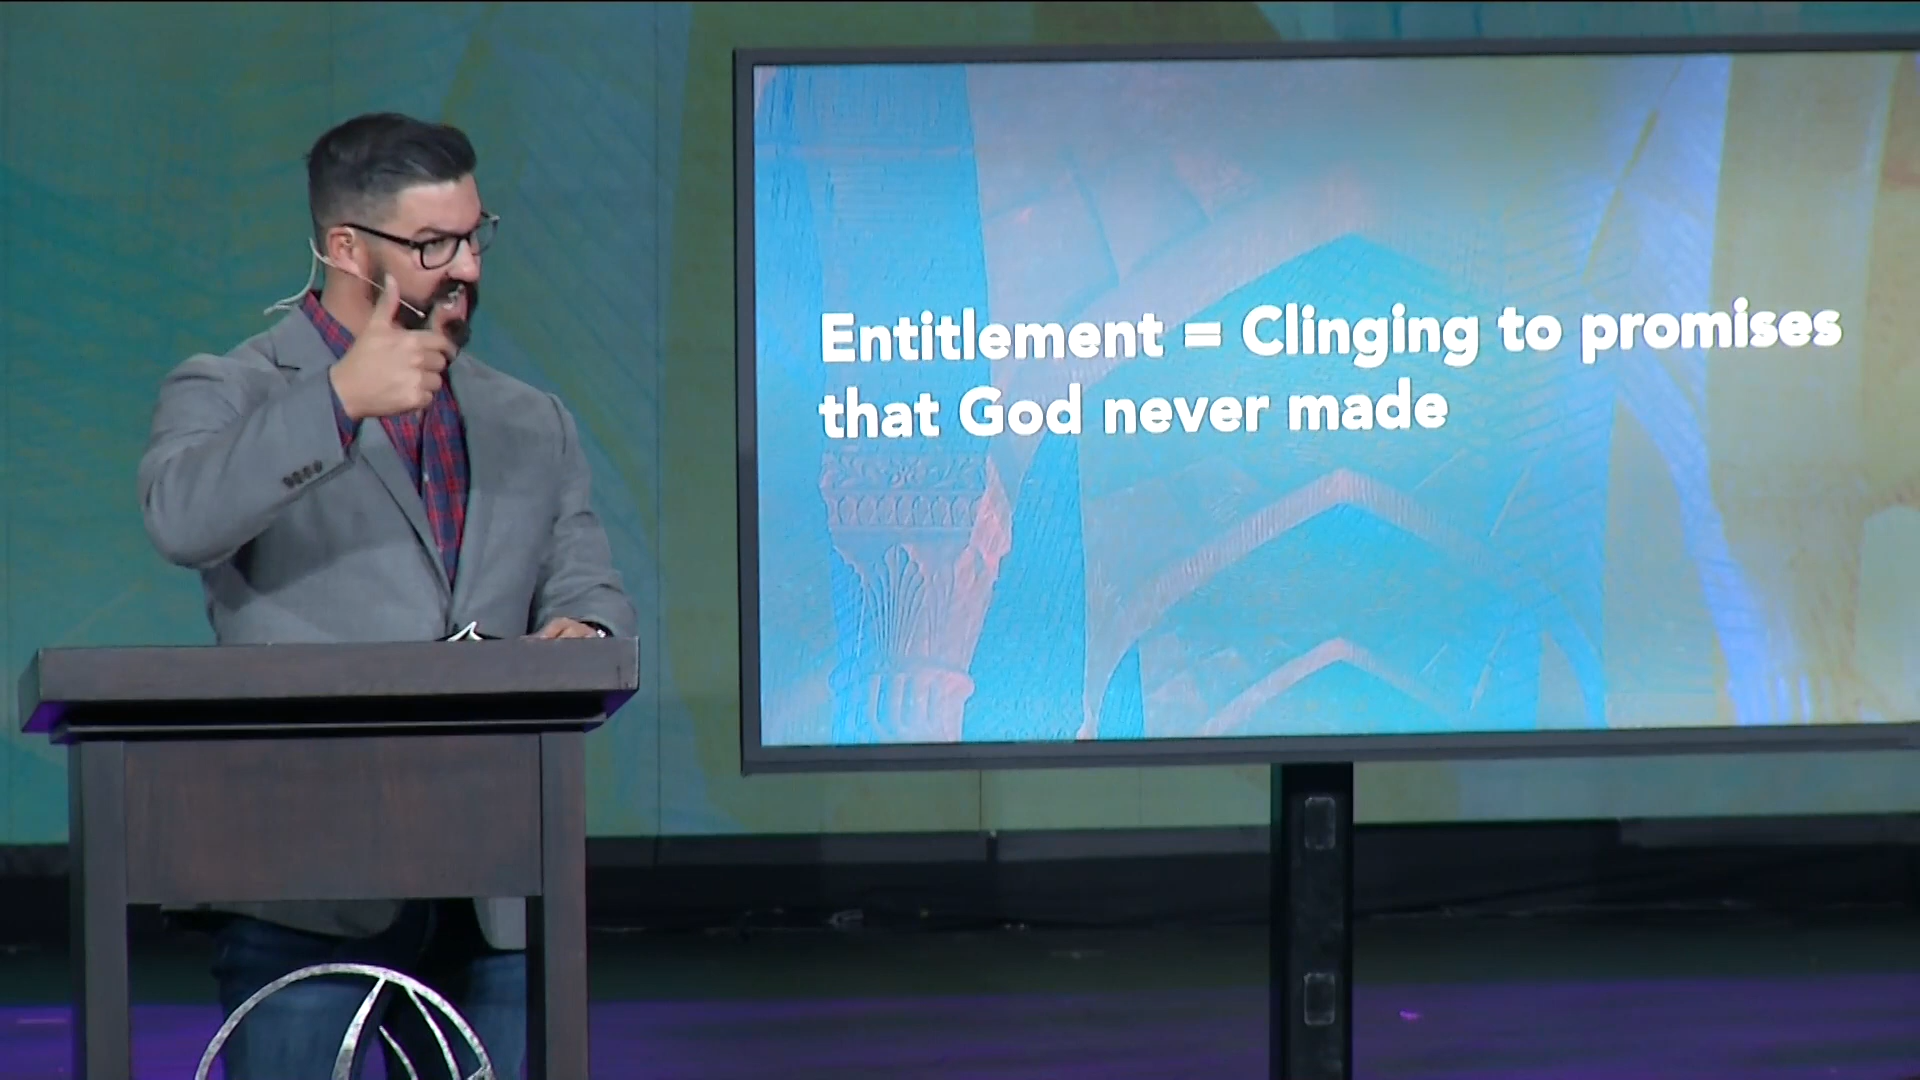 Entitlement = Clinging to promises
that God never made